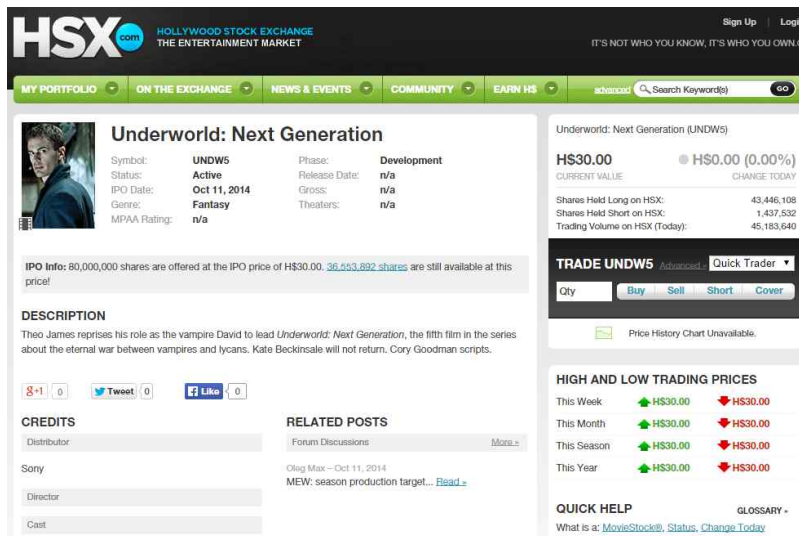 HSX.com
HOLLYWOOD STOCK EXCHANGE
THE ENTERTAINMENT MARKET
Sign Up | Logi
IT'S NOT WHO YOU KNOW, IT'S WHO YOU OWN.
MY PORTFOLIO ON THE EXCHANGE NEWS & EVENTS COMMUNITY EARN H$ advanced Search Keyword(s) GO
Underworld: Next Generation
Symbol: UNDW5 Phase: Development
Status: Active Release Date: n/a
IPO Date: Oct 11, 2014 Gross: n/a
Genre: Fantasy Theaters: n/a
MPAA Rating: n/a
IPO Info: 80,000,000 shares are offered at the IPO price of H$30.00. 36,553,892 shares are still available at this
price!
DESCRIPTION
Theo James reprises his role as the vampire David to lead Underworld: Next Generation, the fifth film in the series
about the eternal war between vampires and lycans. Kate Beckinsale will not return. Cory Goodman scripts.
g+1 0 Tweet 0 Like 0
CREDITS
Distributor
Sony
Director
Cast
RELATED POSTS
Forum Discussions More »
Oleg Max – Oct 11, 2014
MEW: season production target... Read »
Underworld: Next Generation (UNDW5)
H$30.00 H$0.00 (0.00%)
CURRENT VALUE CHANGE TODAY
Shares Held Long on HSX: 43,446,108
Shares Held Short on HSX: 1,437,532
Trading Volume on HSX (Today): 45,183,640
TRADE UNDW5 Advanced » Quick Trader
Qty Buy Sell Short Cover
Price History Chart Unavailable.
HIGH AND LOW TRADING PRICES
This Week H$30.00 H$30.00
This Month H$30.00 H$30.00
This Season H$30.00 H$30.00
This Year H$30.00 H$30.00
QUICK HELP GLOSSARY »
What is a: MovieStock®, Status, Change Today